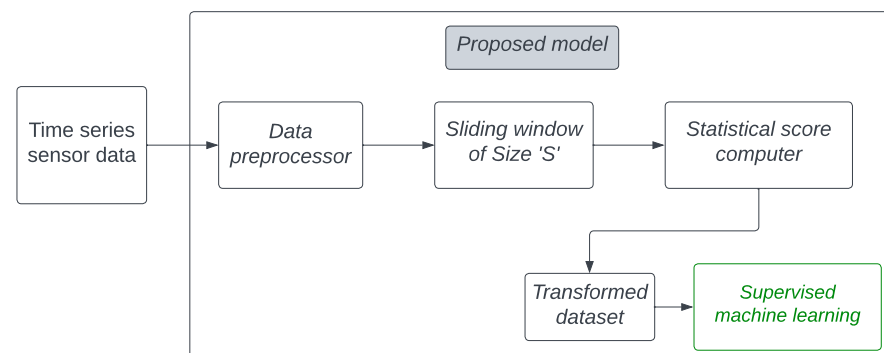 Proposed model
Time series
sensor data
Data
preprocessor
Sliding window
of Size 'S'
Statistical score
computer
Transformed
dataset
Supervised
machine learning